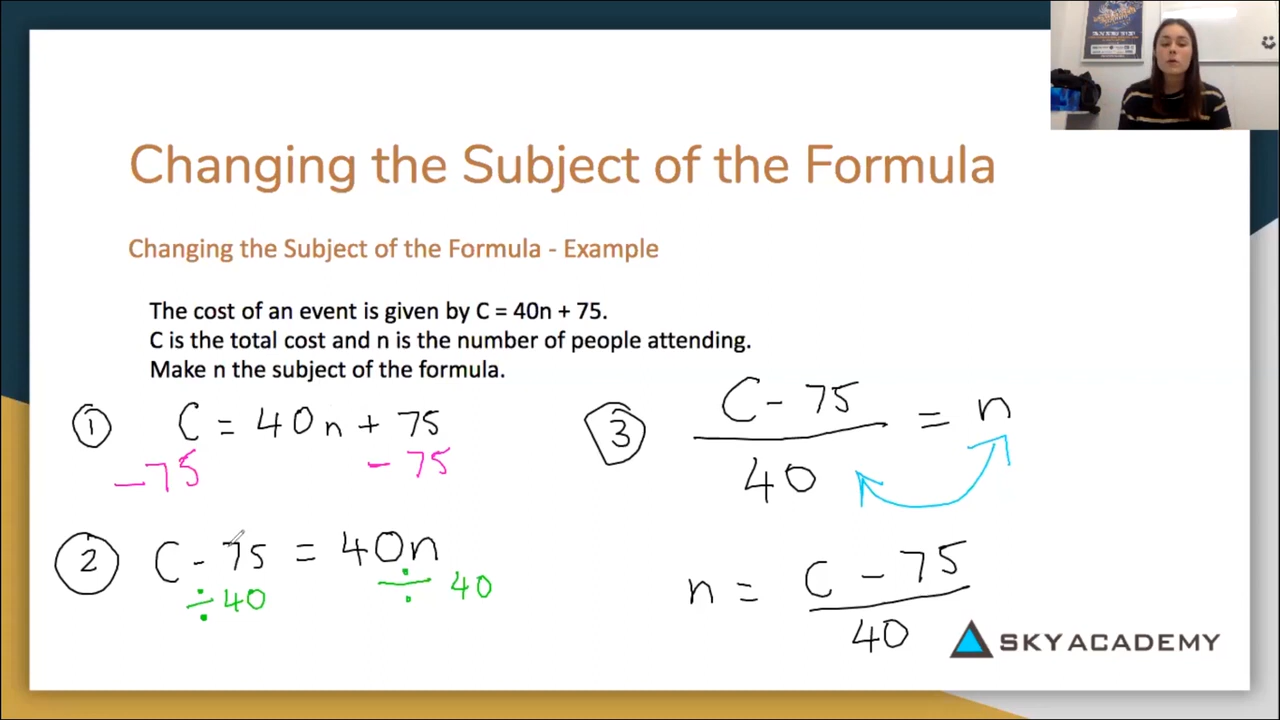 Changing the Subject of the Formula
Changing the Subject of the Formula - Example
The cost of an event is given by C = 40n + 75.
C is the total cost and n is the number of people attending.
Make n the subject of the formula.
① C = 40n + 75
-75 - 75
② C - 75 = 40n
÷40 ÷ 40
③ C - 75 = n
40
n = C - 75
40
SKY ACADEMY